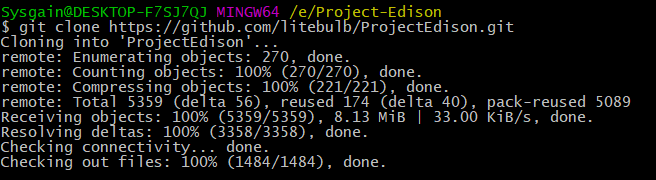 Sysgain@DESKTOP-F7SJ7QJ MINGW64 /e/Project-Edison
$ git clone https://github.com/litebulb/ProjectEdison.git
Cloning into 'ProjectEdison'...
remote: Enumerating objects: 270, done.
remote: Counting objects: 100% (270/270), done.
remote: Compressing objects: 100% (221/221), done.
remote: Total 5359 (delta 56), reused 174 (delta 40), pack-reused 5089
Receiving objects: 100% (5359/5359), 8.13 MiB | 33.00 KiB/s, done.
Resolving deltas: 100% (3358/3358), done.
Checking connectivity... done.
Checking out files: 100% (1484/1484), done.